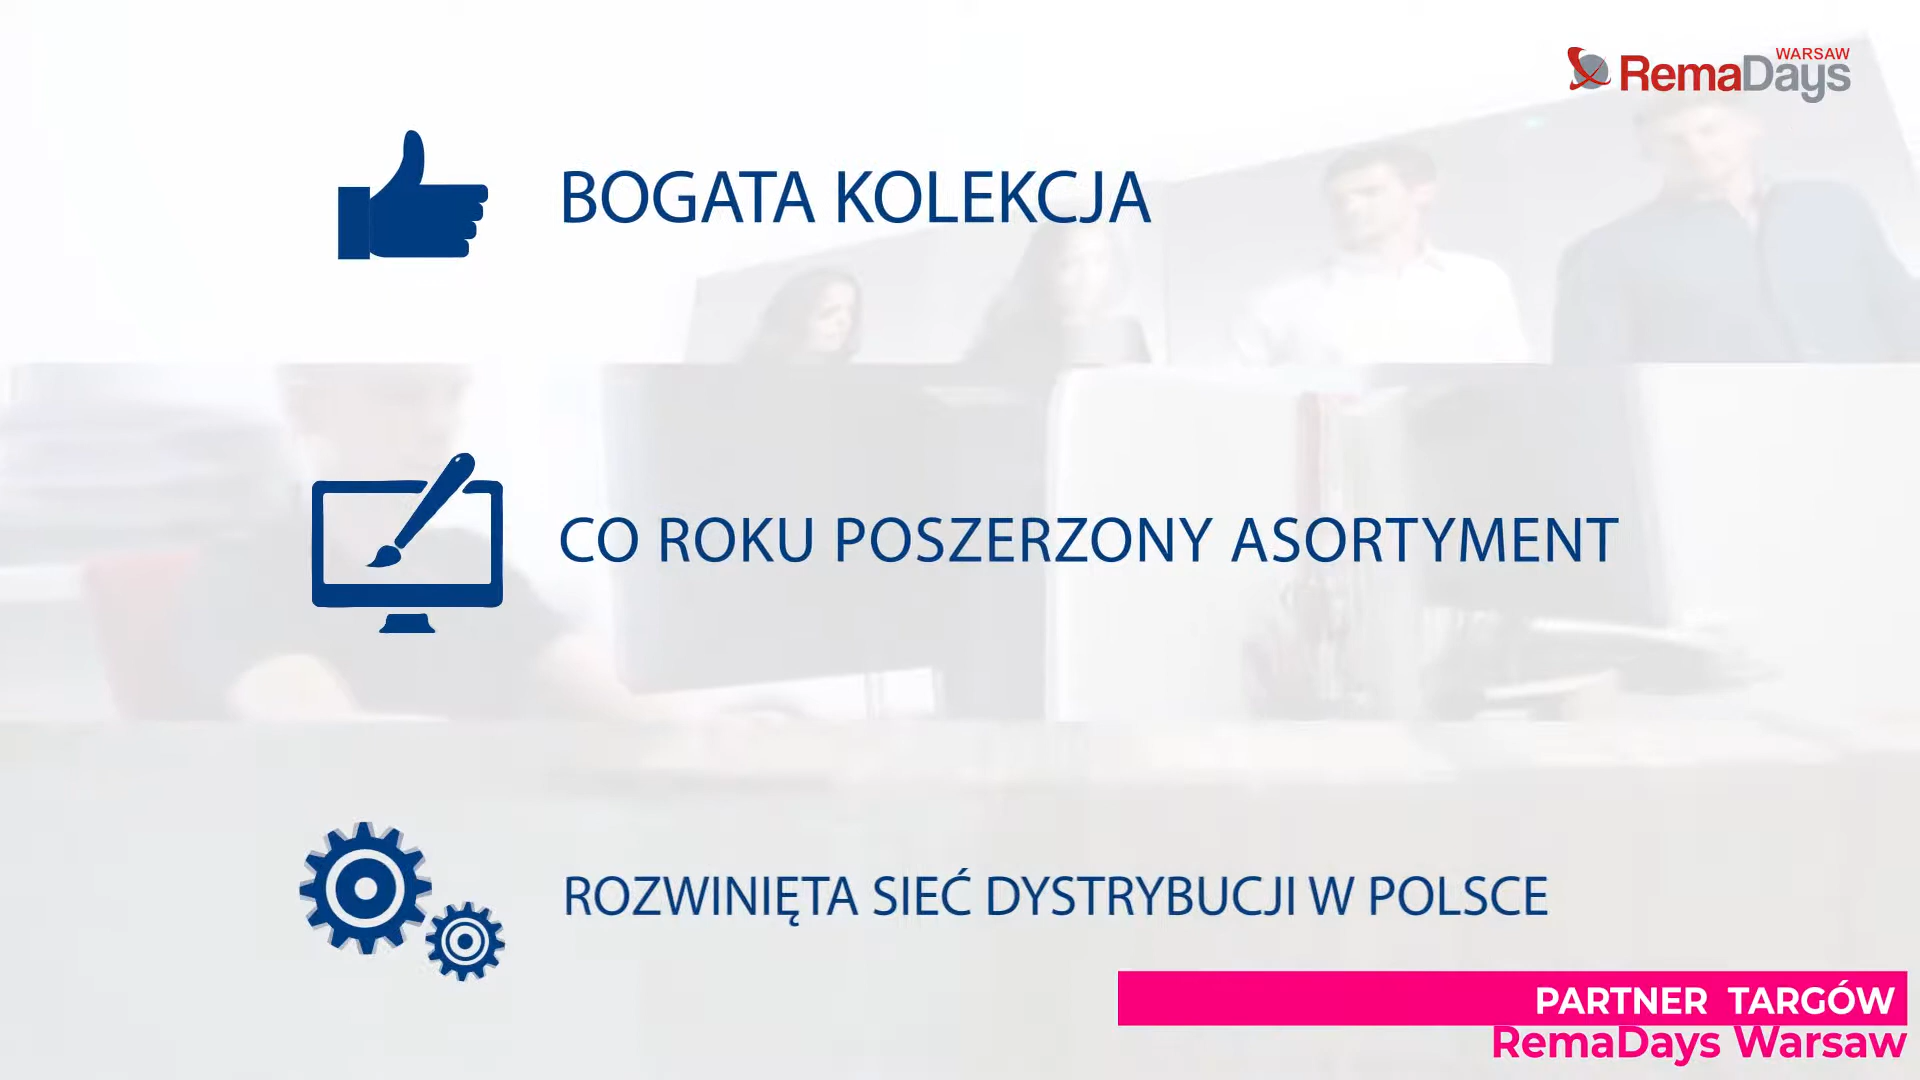 WARSAW
RemaDays
BOGATA KOLEKCJA
CO ROKU POSZERZONY ASORTYMENT
ROZWINIĘTA SIEĆ DYSTRYBUCJI W POLSCE
PARTNER TARGÓW
RemaDays Warsaw